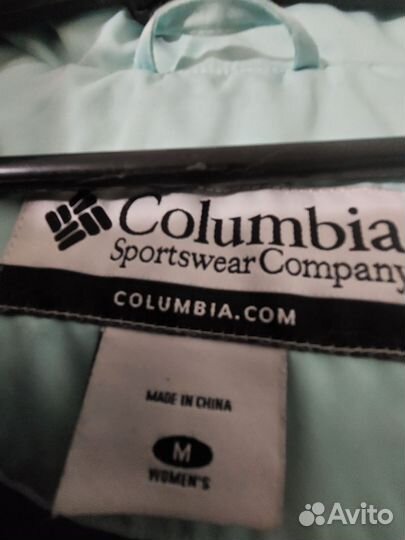 Columbia
Sportswear Company
COLUMBIA.COM
MADE IN CHINA
M
WOMEN'S
Avito